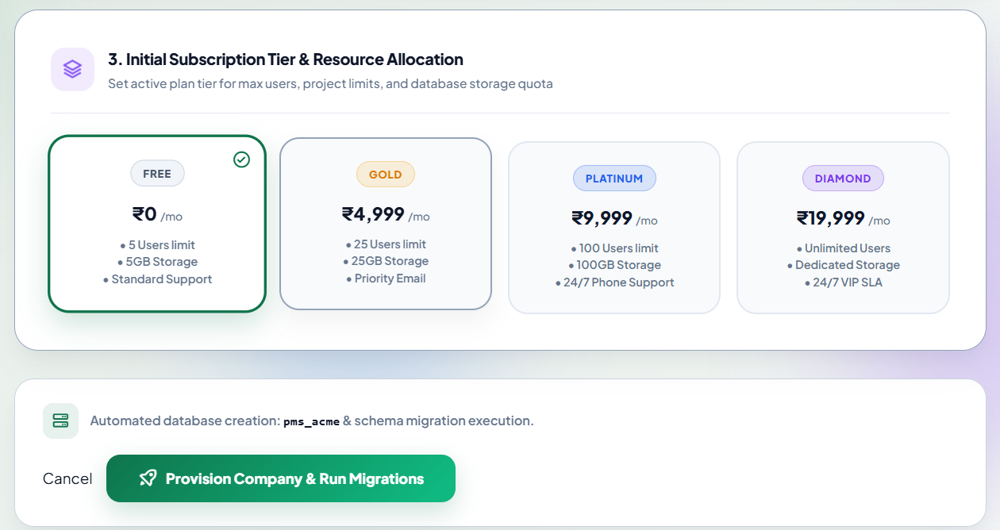 3. Initial Subscription Tier & Resource Allocation
Set active plan tier for max users, project limits, and database storage quota
FREE
₹0 /mo
• 5 Users limit
• 5GB Storage
• Standard Support
GOLD
₹4,999 /mo
• 25 Users limit
• 25GB Storage
• Priority Email
PLATINUM
₹9,999 /mo
• 100 Users limit
• 100GB Storage
• 24/7 Phone Support
DIAMOND
₹19,999 /mo
• Unlimited Users
• Dedicated Storage
• 24/7 VIP SLA
Automated database creation: pms_acme & schema migration execution.
Cancel
Provision Company & Run Migrations